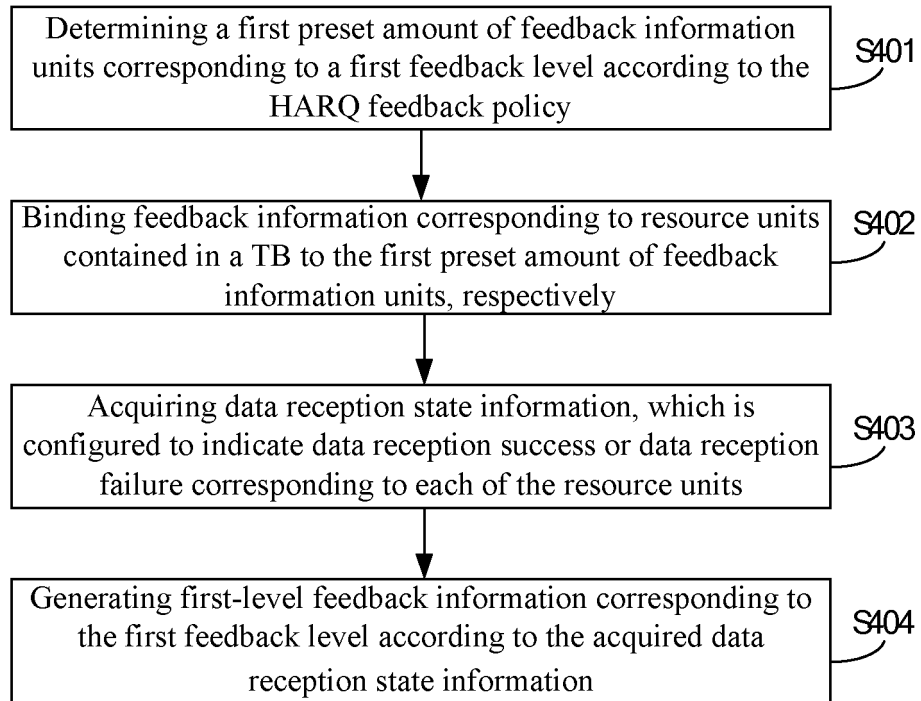 Determining a first preset amount of feedback information
units corresponding to a first feedback level according to the
HARQ feedback policy
S401
Binding feedback information corresponding to resource units
contained in a TB to the first preset amount of feedback
information units, respectively
S402
Acquiring data reception state information, which is
configured to indicate data reception success or data reception
failure corresponding to each of the resource units
S403
Generating first-level feedback information corresponding to
the first feedback level according to the acquired data
reception state information
S404